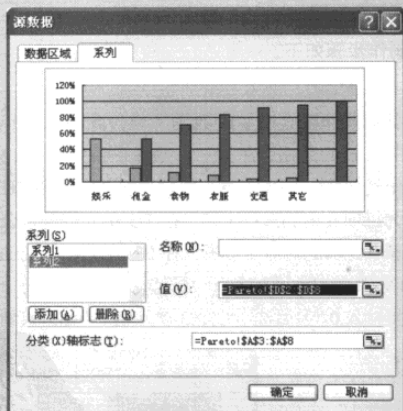 源数据
数据区域 系列
120%
100%
80%
60%
40%
20%
0%
娱乐 租金 食物 衣服 交通 其它
系列(S)
系列1
系列2
名称(N):
值(V): =Pareto!$D$2:$D$8
添加(A) 删除(R)
分类(X)轴标志(T): =Pareto!$A$3:$A$8
确定 取消